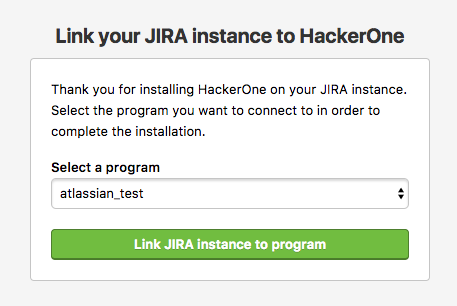 Link your JIRA instance to HackerOne
Thank you for installing HackerOne on your JIRA instance.
Select the program you want to connect to in order to
complete the installation.
Select a program
atlassian_test
Link JIRA instance to program